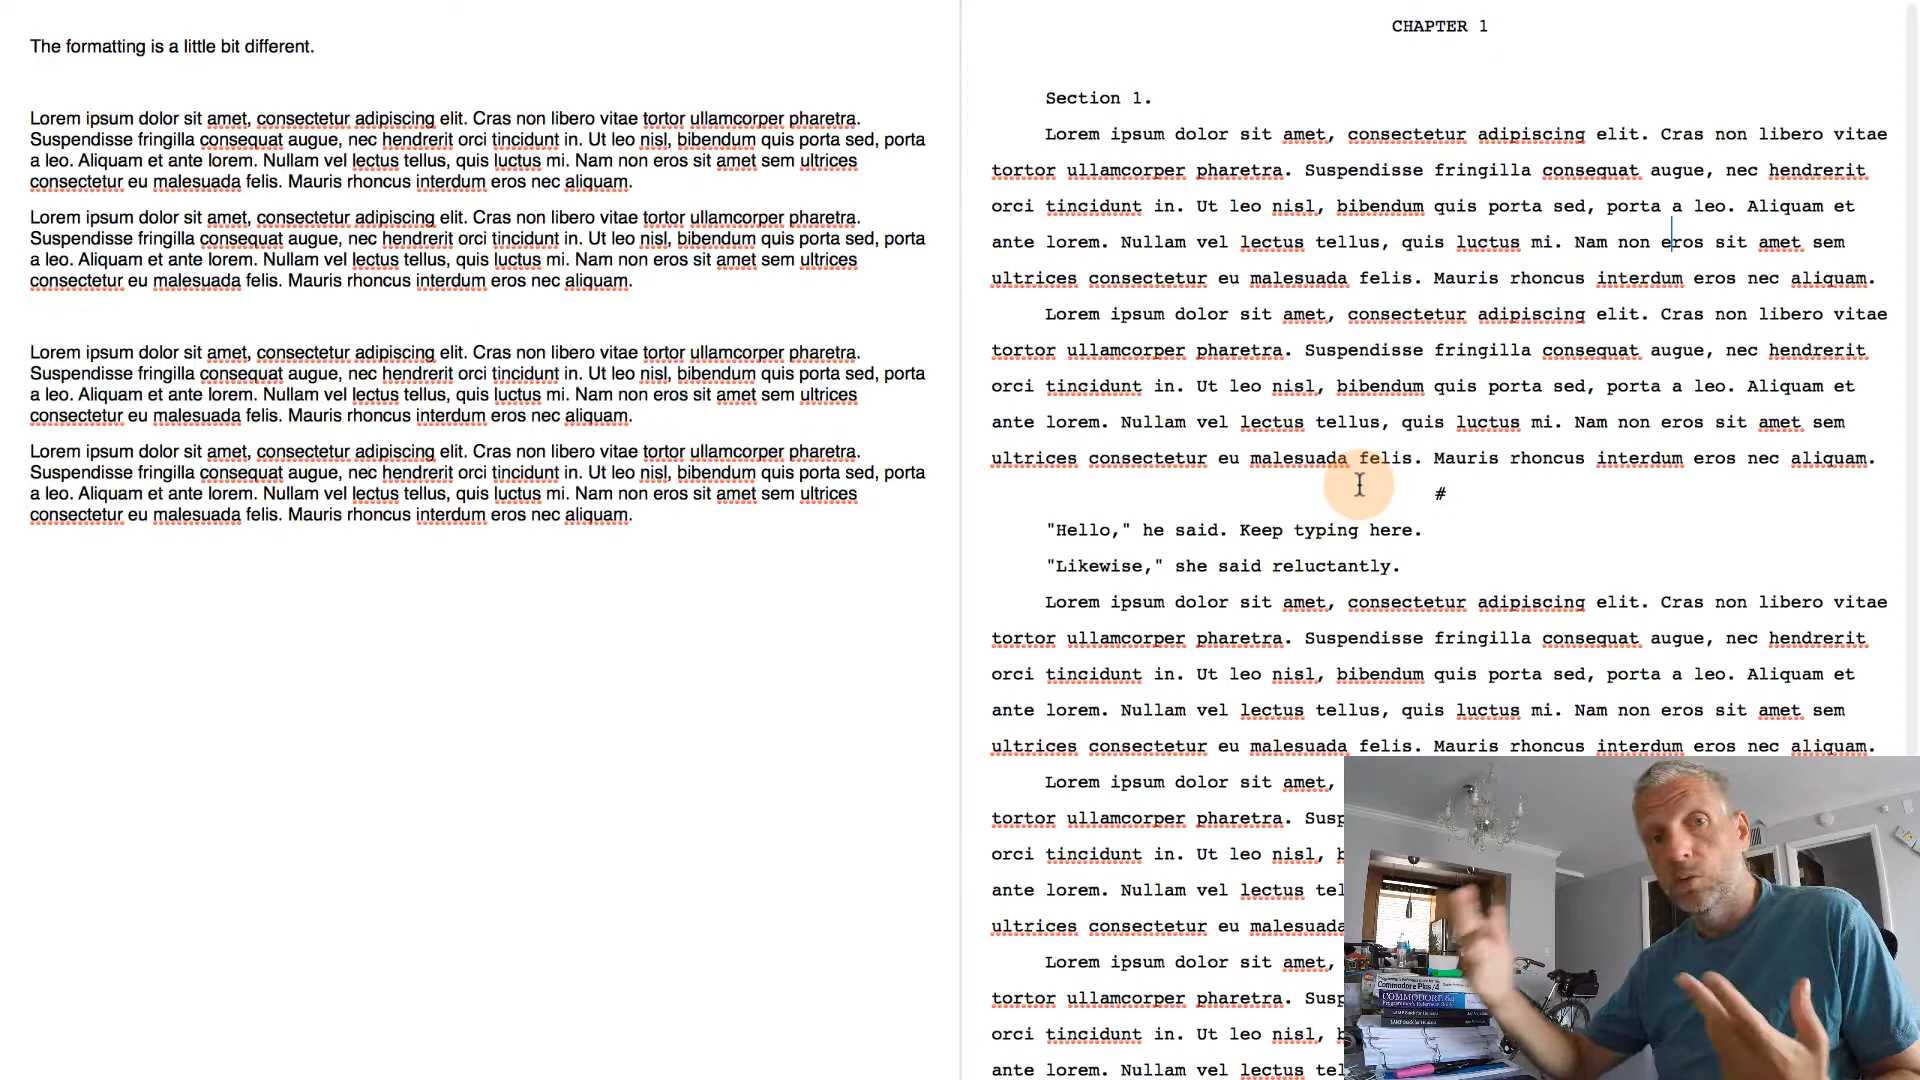 The formatting is a little bit different.
Lorem ipsum dolor sit amet, consectetur adipiscing elit. Cras non libero vitae tortor ullamcorper pharetra.
Suspendisse fringilla consequat augue, nec hendrerit orci tincidunt in. Ut leo nisl, bibendum quis porta sed, porta
a leo. Aliquam et ante lorem. Nullam vel lectus tellus, quis luctus mi. Nam non eros sit amet sem ultrices
consectetur eu malesuada felis. Mauris rhoncus interdum eros nec aliquam.
Lorem ipsum dolor sit amet, consectetur adipiscing elit. Cras non libero vitae tortor ullamcorper pharetra.
Suspendisse fringilla consequat augue, nec hendrerit orci tincidunt in. Ut leo nisl, bibendum quis porta sed, porta
a leo. Aliquam et ante lorem. Nullam vel lectus tellus, quis luctus mi. Nam non eros sit amet sem ultrices
consectetur eu malesuada felis. Mauris rhoncus interdum eros nec aliquam.
Lorem ipsum dolor sit amet, consectetur adipiscing elit. Cras non libero vitae tortor ullamcorper pharetra.
Suspendisse fringilla consequat augue, nec hendrerit orci tincidunt in. Ut leo nisl, bibendum quis porta sed, porta
a leo. Aliquam et ante lorem. Nullam vel lectus tellus, quis luctus mi. Nam non eros sit amet sem ultrices
consectetur eu malesuada felis. Mauris rhoncus interdum eros nec aliquam.
Lorem ipsum dolor sit amet, consectetur adipiscing elit. Cras non libero vitae tortor ullamcorper pharetra.
Suspendisse fringilla consequat augue, nec hendrerit orci tincidunt in. Ut leo nisl, bibendum quis porta sed, porta
a leo. Aliquam et ante lorem. Nullam vel lectus tellus, quis luctus mi. Nam non eros sit amet sem ultrices
consectetur eu malesuada felis. Mauris rhoncus interdum eros nec aliquam.
CHAPTER 1
Section 1.
Lorem ipsum dolor sit amet, consectetur adipiscing elit. Cras non libero vitae
tortor ullamcorper pharetra. Suspendisse fringilla consequat augue, nec hendrerit
orci tincidunt in. Ut leo nisl, bibendum quis porta sed, porta a leo. Aliquam et
ante lorem. Nullam vel lectus tellus, quis luctus mi. Nam non eros sit amet sem
ultrices consectetur eu malesuada felis. Mauris rhoncus interdum eros nec aliquam.
Lorem ipsum dolor sit amet, consectetur adipiscing elit. Cras non libero vitae
tortor ullamcorper pharetra. Suspendisse fringilla consequat augue, nec hendrerit
orci tincidunt in. Ut leo nisl, bibendum quis porta sed, porta a leo. Aliquam et
ante lorem. Nullam vel lectus tellus, quis luctus mi. Nam non eros sit amet sem
ultrices consectetur eu malesuada felis. Mauris rhoncus interdum eros nec aliquam.
#
"Hello," he said. Keep typing here.
"Likewise," she said reluctantly.
Lorem ipsum dolor sit amet, consectetur adipiscing elit. Cras non libero vitae
tortor ullamcorper pharetra. Suspendisse fringilla consequat augue, nec hendrerit
orci tincidunt in. Ut leo nisl, bibendum quis porta sed, porta a leo. Aliquam et
ante lorem. Nullam vel lectus tellus, quis luctus mi. Nam non eros sit amet sem
ultrices consectetur eu malesuada felis. Mauris rhoncus interdum eros nec aliquam.
Lorem ipsum dolor sit amet,
tortor ullamcorper pharetra. Susp
orci tincidunt in. Ut leo nisl, b
ante lorem. Nullam vel lectus tel
ultrices consectetur eu malesuada
Lorem ipsum dolor sit amet,
tortor ullamcorper pharetra. Susp
orci tincidunt in. Ut leo nisl, b
ante lorem. Nullam vel lectus tel
Commodore Plus/4
COMMODORE 64
Programmer's Reference Guide
LAMP Stack for Humans
LAMP Stack for Humans